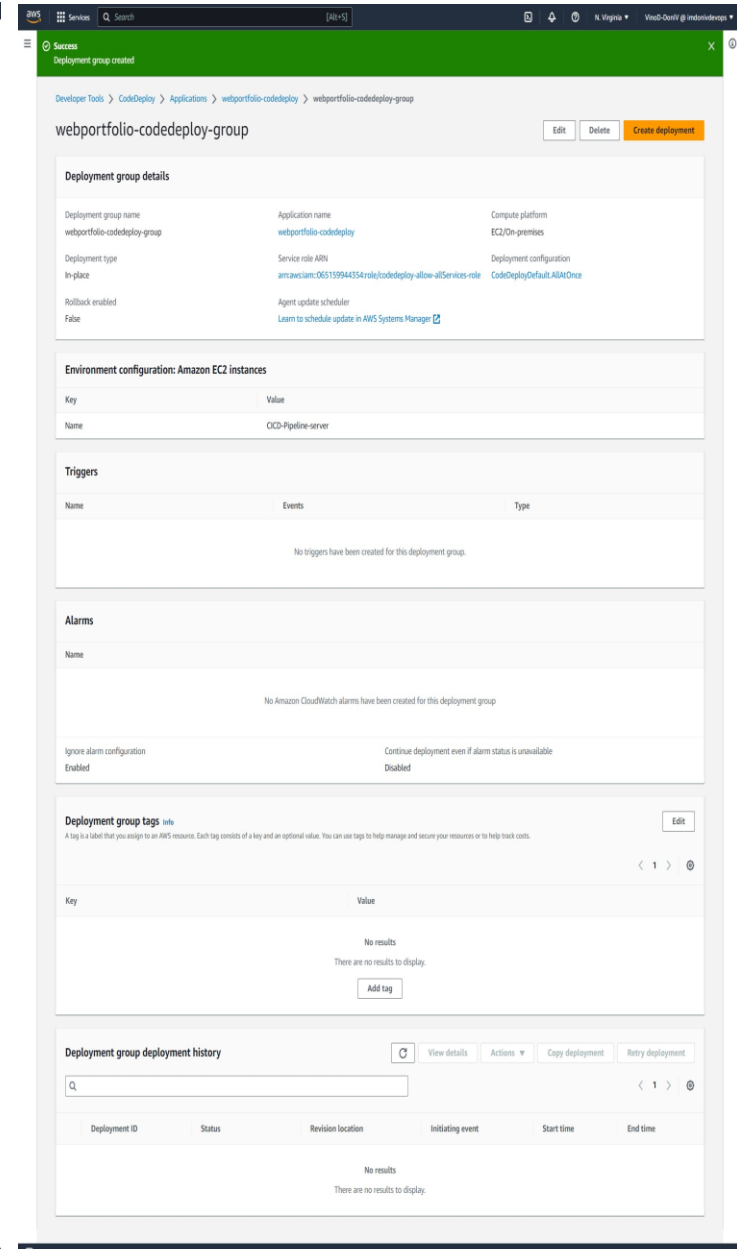 aws Services Search [Alt+S] N. Virginia VinoD-DonIV @ imdonivdevops
Success
Deployment group created
Developer Tools > CodeDeploy > Applications > webportfolio-codedeploy > webportfolio-codedeploy-group
webportfolio-codedeploy-group Edit Delete Create deployment
Deployment group details
Deployment group name Application name Compute platform
webportfolio-codedeploy-group webportfolio-codedeploy EC2/On-premises
Deployment type Service role ARN Deployment configuration
In-place arn:aws:iam::065159944354:role/codedeploy-allow-allServices-role CodeDeployDefault.AllAtOnce
Rollback enabled Agent update scheduler
False Learn to schedule update in AWS Systems Manager
Environment configuration: Amazon EC2 instances
Key Value
Name CICD-Pipeline-server
Triggers
Name Events Type
No triggers have been created for this deployment group.
Alarms
Name
No Amazon CloudWatch alarms have been created for this deployment group
Ignore alarm configuration Continue deployment even if alarm status is unavailable
Enabled Disabled
Deployment group tags Info Edit
A tag is a label that you assign to an AWS resource. Each tag consists of a key and an optional value. You can use tags to help manage and secure your resources or to help track costs.
1
Key Value
No results
There are no results to display.
Add tag
Deployment group deployment history View details Actions Copy deployment Retry deployment
1
Deployment ID Status Revision location Initiating event Start time End time
No results
There are no results to display.